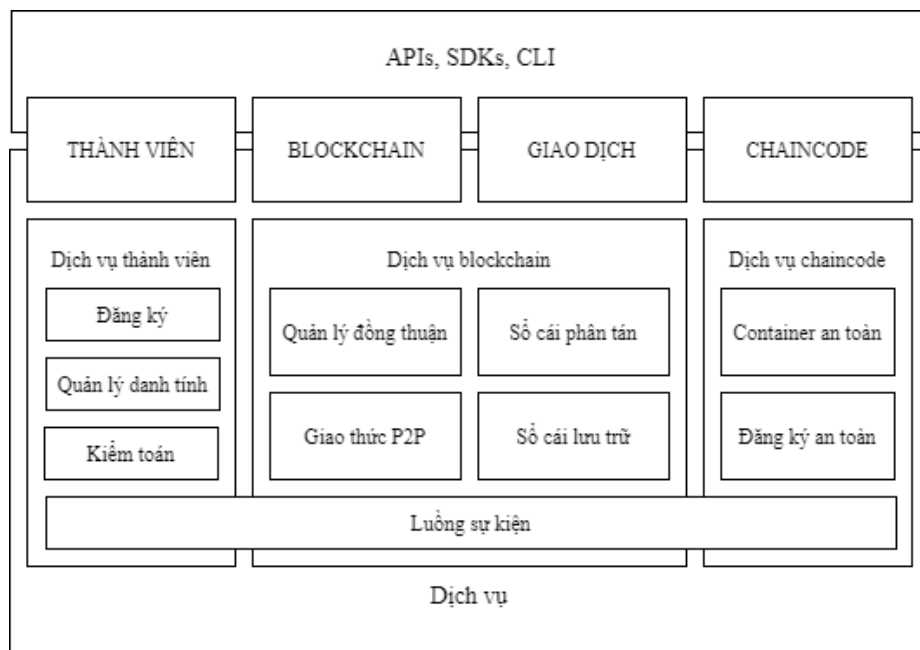 APIs, SDKs, CLI
THÀNH VIÊN
BLOCKCHAIN
GIAO DỊCH
CHAINCODE
Dịch vụ thành viên
Đăng ký
Quản lý danh tính
Kiểm toán
Dịch vụ blockchain
Quản lý đồng thuận
Sổ cái phân tán
Giao thức P2P
Sổ cái lưu trữ
Dịch vụ chaincode
Container an toàn
Đăng ký an toàn
Luồng sự kiện
Dịch vụ